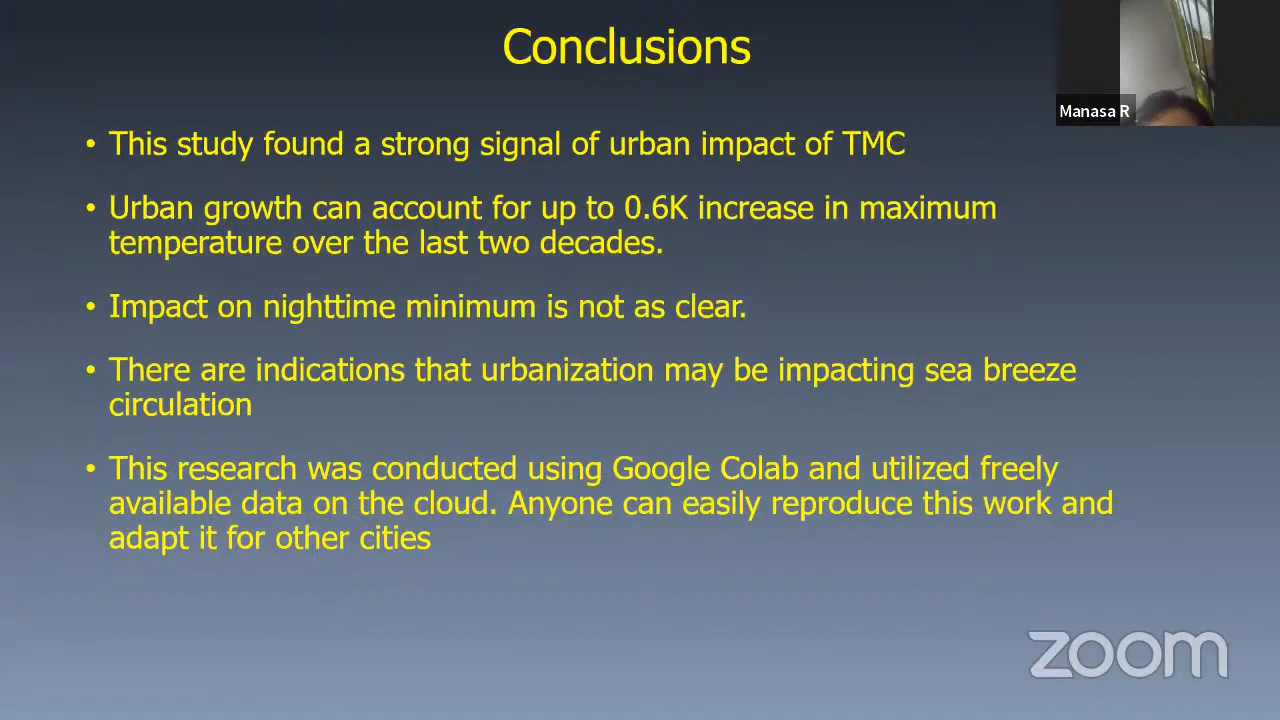 Conclusions
Manasa R
• This study found a strong signal of urban impact of TMC
• Urban growth can account for up to 0.6K increase in maximum
temperature over the last two decades.
• Impact on nighttime minimum is not as clear.
• There are indications that urbanization may be impacting sea breeze
circulation
• This research was conducted using Google Colab and utilized freely
available data on the cloud. Anyone can easily reproduce this work and
adapt it for other cities
zoom